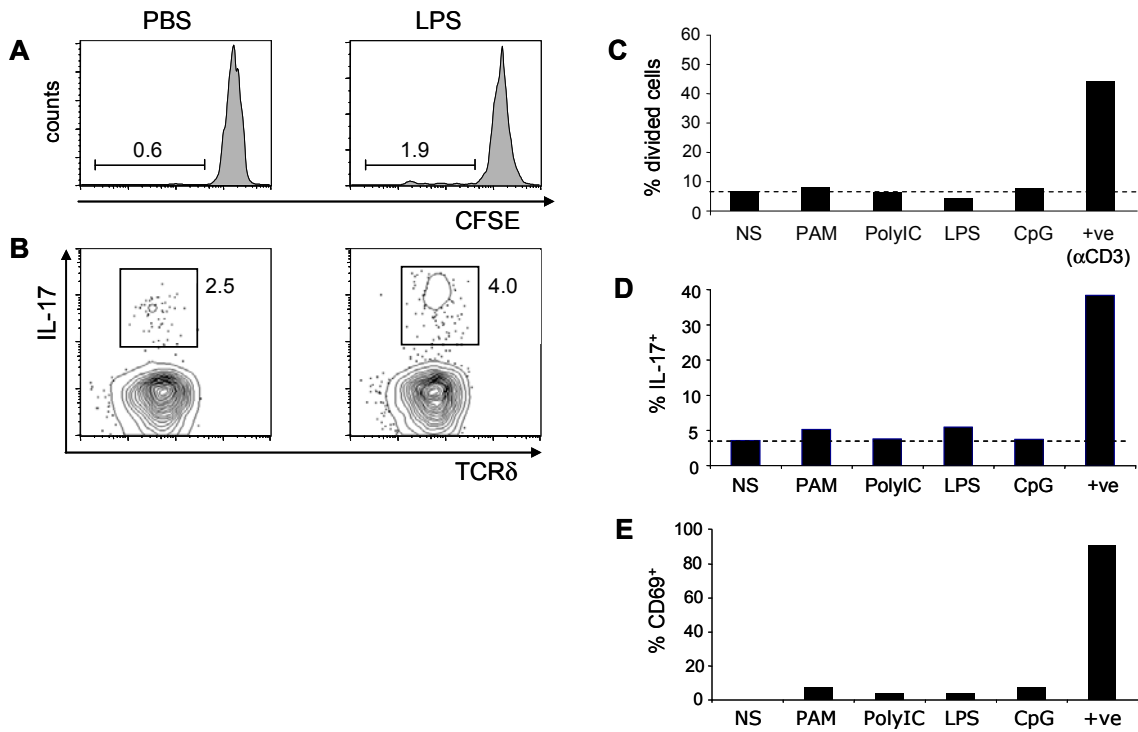 PBS
LPS
A
counts
0.6
1.9
CFSE
B
IL-17
2.5
4.0
TCRδ
C
% divided cells
60
50
40
30
20
10
0
NS PAM PolyIC LPS CpG +ve
(αCD3)
D
% IL-17⁺
40
30
20
10
5
0
NS PAM PolyIC LPS CpG +ve
E
% CD69⁺
100
80
60
40
20
0
NS PAM PolyIC LPS CpG +ve